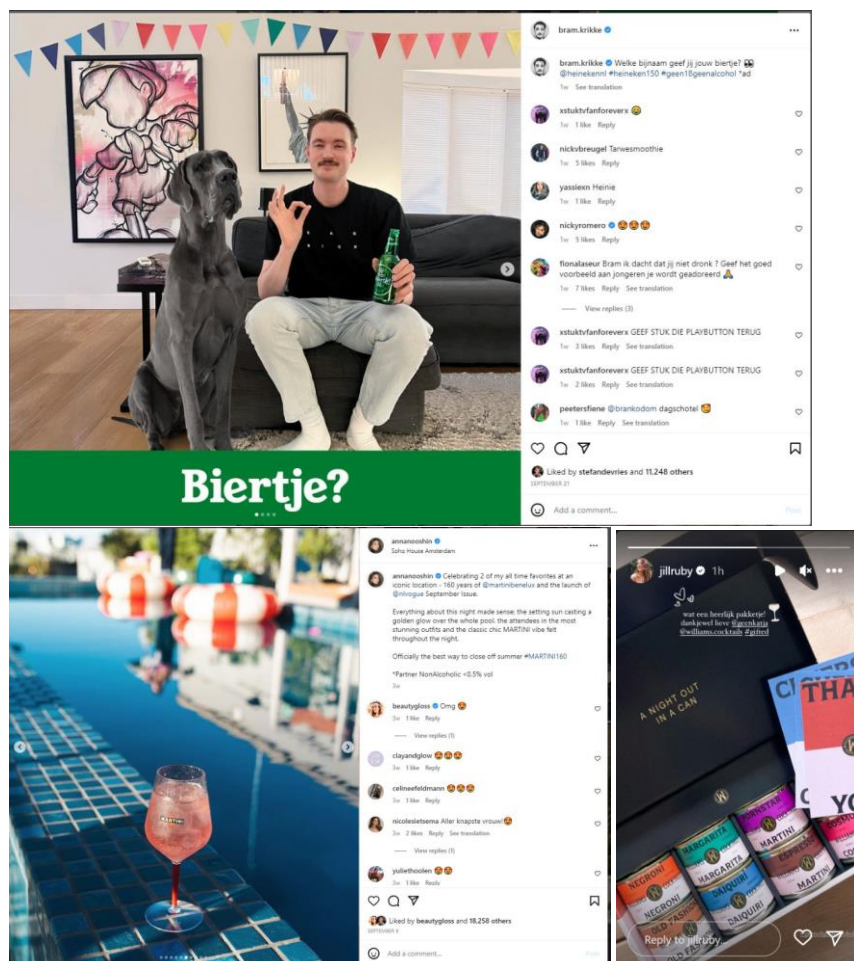 bram.krikke
bram.krikke Welke bijnaam geef jij jouw biertje? 👀
@heinekennl #heineken150 #geen18geenalcohol *ad
1w See translation
xstuktvfanforeverx 😂
1w 1 like Reply
nickvbreugel Tarwesmoothie
1w 5 likes Reply
yassiexn Heinie
1w 1 like Reply
nickyromero 😍😍😍
1w 5 likes Reply
fionalaseur Bram ik dacht dat jij niet dronk ? Geef het goed
voorbeeld aan jongeren je wordt geadoreerd 🙏
1w 7 likes Reply See translation
View replies (3)
xstuktvfanforeverx GEEF STUK DIE PLAYBUTTON TERUG
1w 3 likes Reply See translation
xstuktvfanforeverx GEEF STUK DIE PLAYBUTTON TERUG
1w 2 likes Reply See translation
peetersfiene @brankodom dagschotel 🥰
1w 1 like Reply See translation
Liked by stefandevries and 11,248 others
SEPTEMBER 21
Add a comment...
Post
Biertje?
annanooshin
Soho House Amsterdam
annanooshin Celebrating 2 of my all time favorites at an
iconic location - 160 years of @martinibenelux and the launch of
@nlvogue September Issue.
Everything about this night made sense; the setting sun casting a
golden glow over the whole pool, the attendees in the most
stunning outfits and the classic chic MARTINI vibe felt
throughout the night.
Officially the best way to close off summer #MARTINI160
*Partner NonAlcoholic <0.5% vol
3w
beautygloss Omg 😍
3w 1 like Reply
View replies (1)
clayandglow 😍😍😍
3w 1 like Reply
celineefeldmann 😍😍😍
3w 1 like Reply
nicolesietsema Aller knapste vrouw!😍
3w 2 likes Reply See translation
View replies (1)
yuliethoolen 😍😍
3w 1 like Reply
Liked by beautygloss and 18,258 others
Add a comment...
Post
MARTINI
jillruby 1h
wat een heerlijk pakketje!
dankjewel lieve @geenkatja
@williams.cocktails #gifted
A NIGHT OUT
IN A CAN
THA
YO
PORNSTAR
MARTINI
MARGARITA
MARGARITA
ESPRESSO
MARTINI
NEGRONI
NEGRONI
DAIQUIRI
DAIQUIRI
OLD FASH
Reply to jillruby...